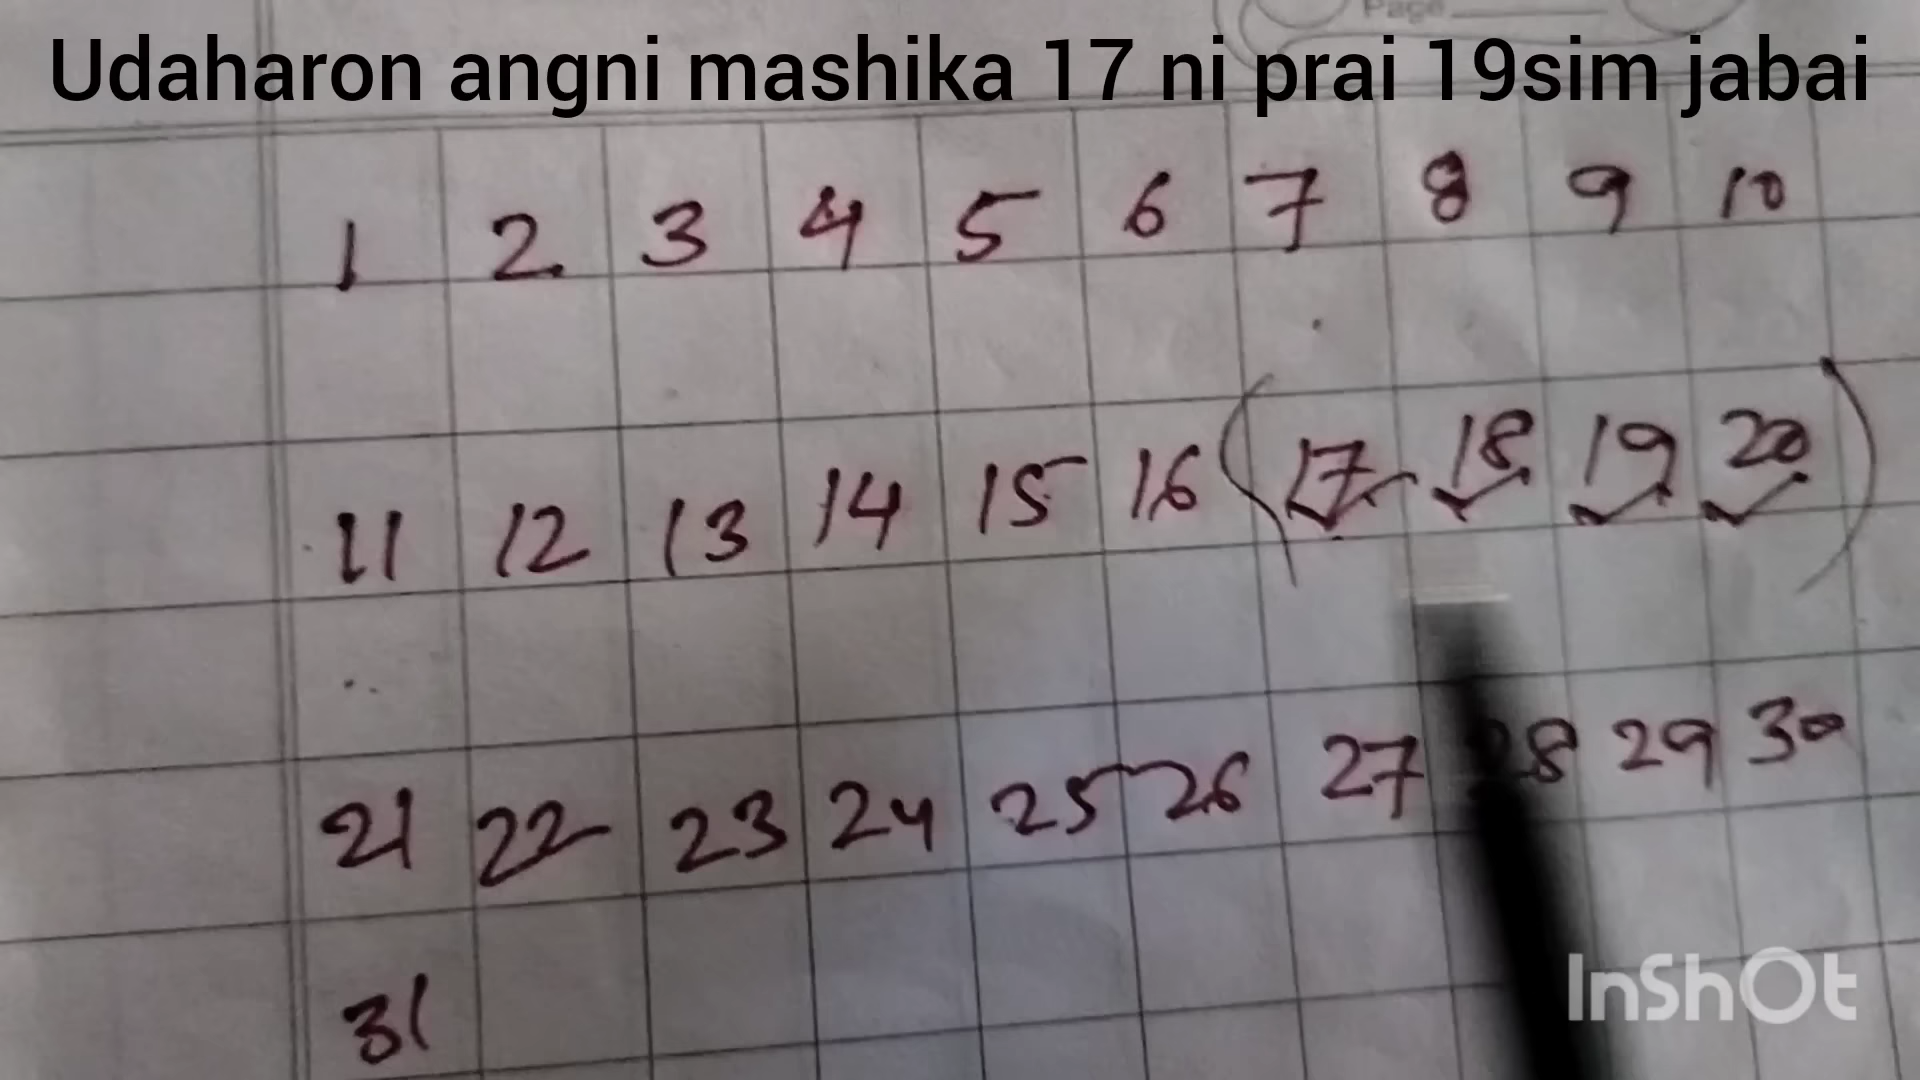 Page
Udaharon angni mashika 17 ni prai 19sim jabai
1 2 3 4 5 6 7 8 9 10
11 12 13 14 15 16 (17 18 19 20)
21 22 23 24 25 26 27 28 29 30
31
InShOt